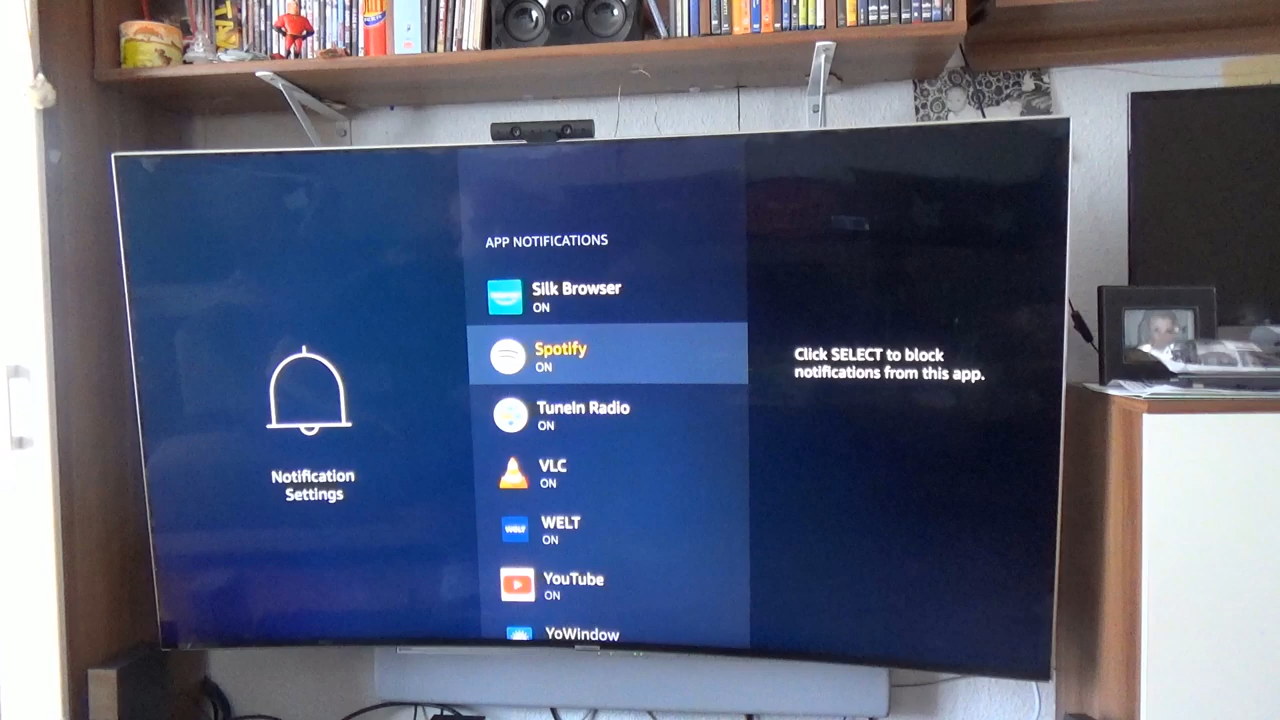 APP NOTIFICATIONS
Silk Browser
ON
Spotify
ON
TuneIn Radio
ON
VLC
ON
WELT
WELT
ON
YouTube
ON
YoWindow
Notification
Settings
Click SELECT to block
notifications from this app.